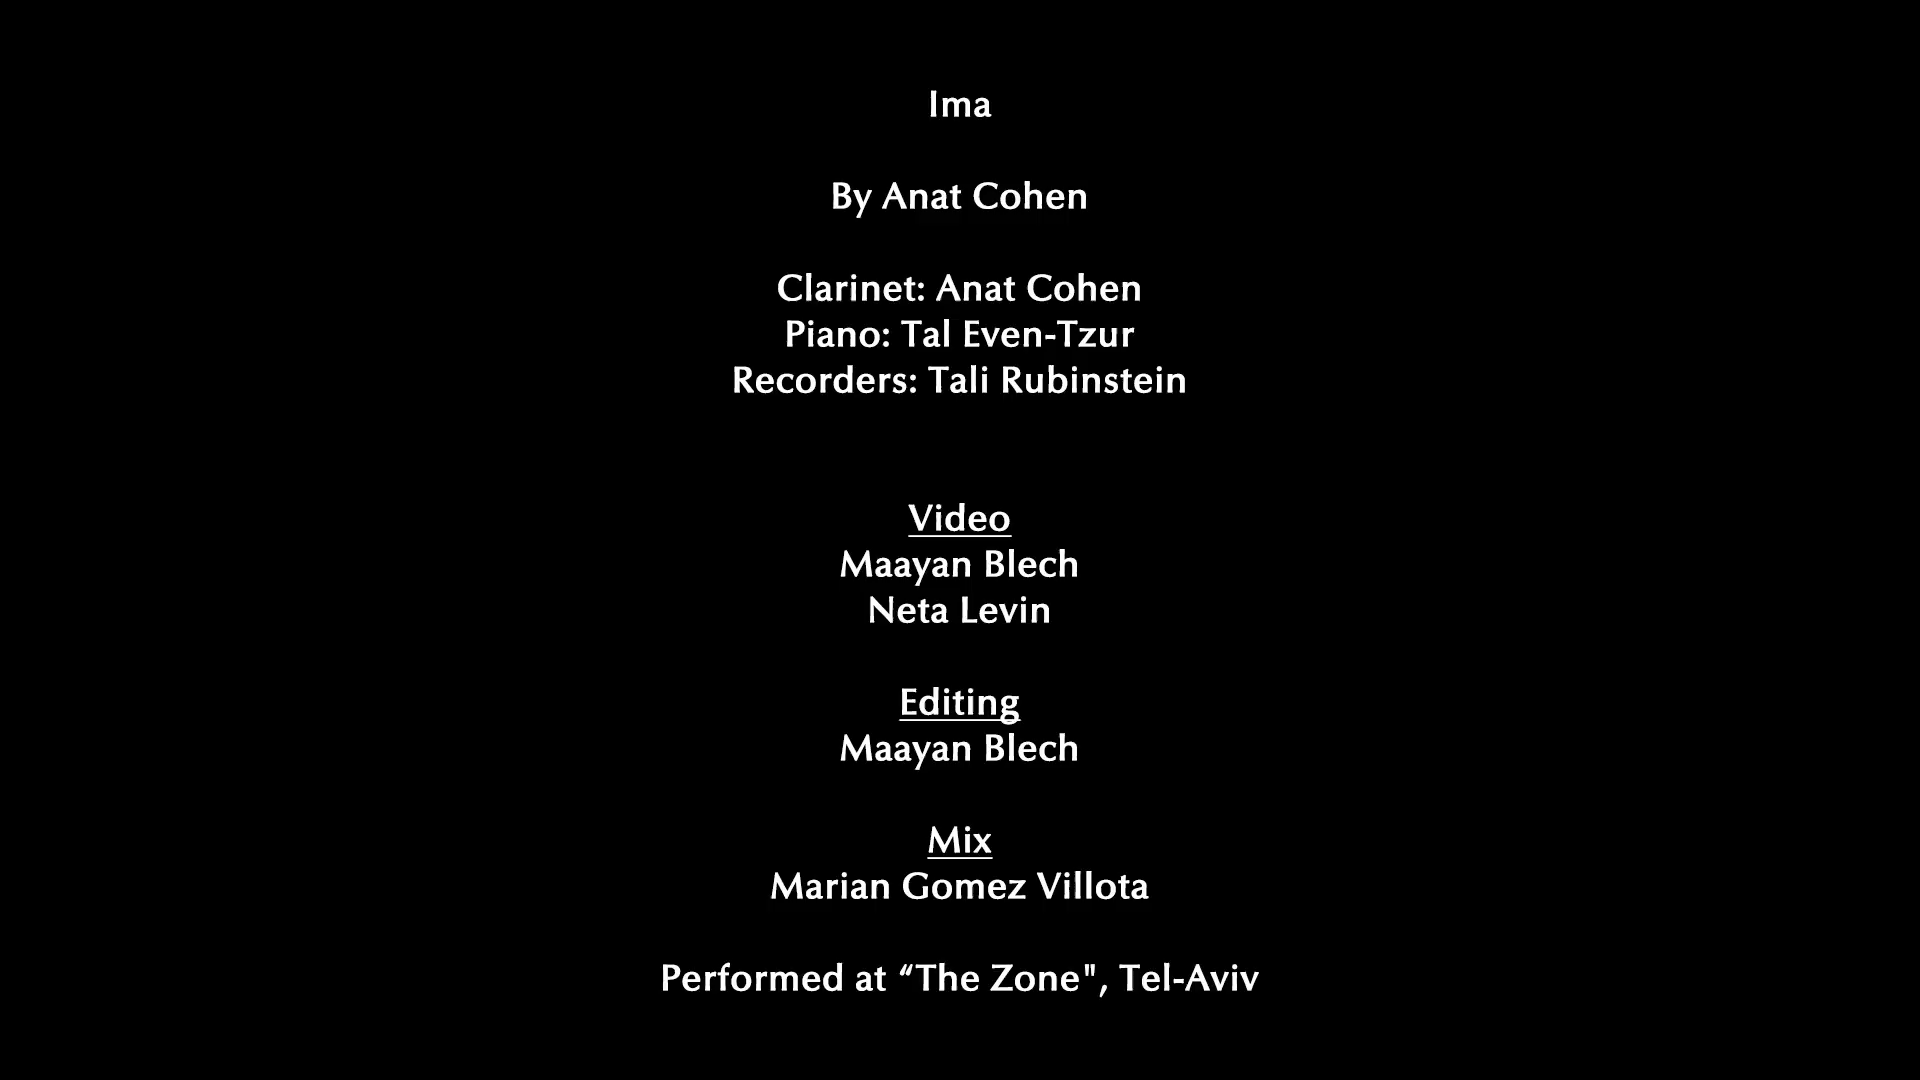 Ima
By Anat Cohen
Clarinet: Anat Cohen
Piano: Tal Even-Tzur
Recorders: Tali Rubinstein
Video
Maayan Blech
Neta Levin
Editing
Maayan Blech
Mix
Marian Gomez Villota
Performed at “The Zone", Tel-Aviv